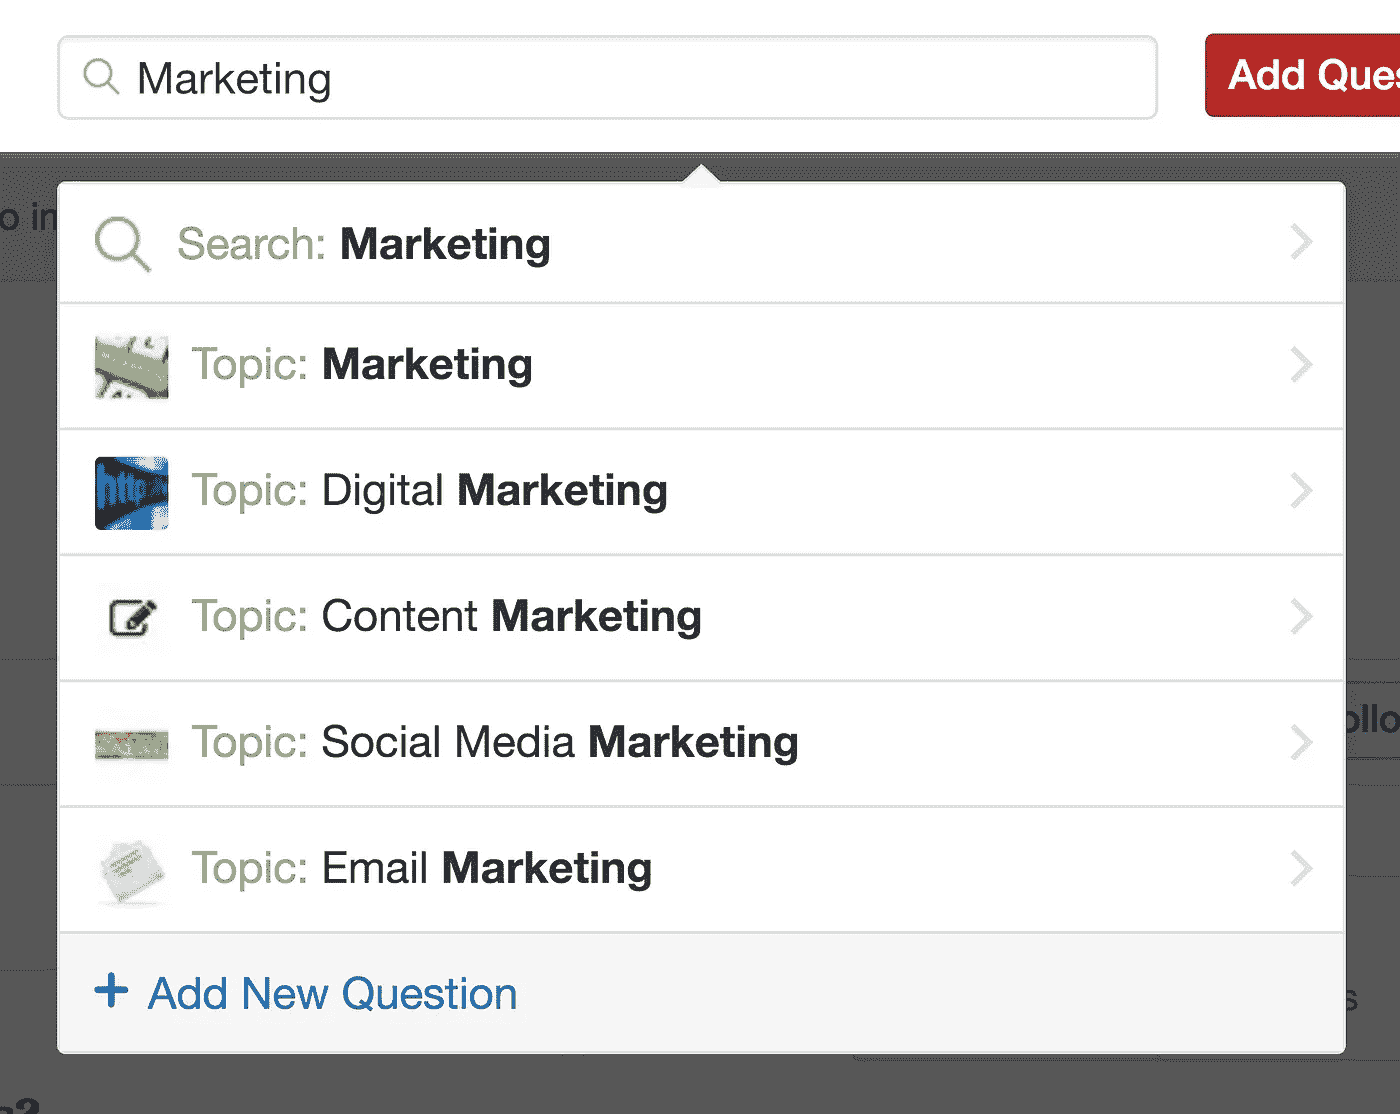 Marketing
Add Ques
o in
Search: Marketing
Topic: Marketing
Topic: Digital Marketing
http
Topic: Content Marketing
Topic: Social Media Marketing
ollo
Topic: Email Marketing
+ Add New Question
s
?